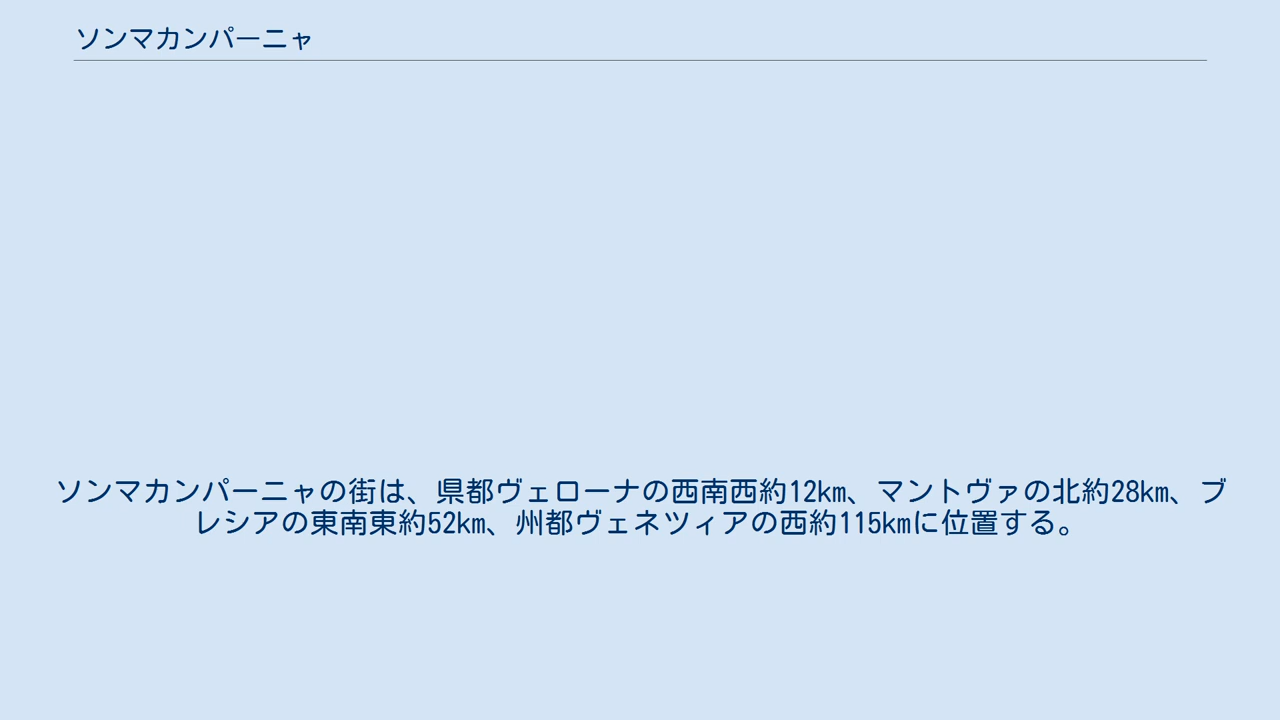 ソンマカンパーニャ
ソンマカンパーニャの街は、県都ヴェローナの西南西約12km、マントヴァの北約28km、ブ
レシアの東南東約52km、州都ヴェネツィアの西約115kmに位置する。